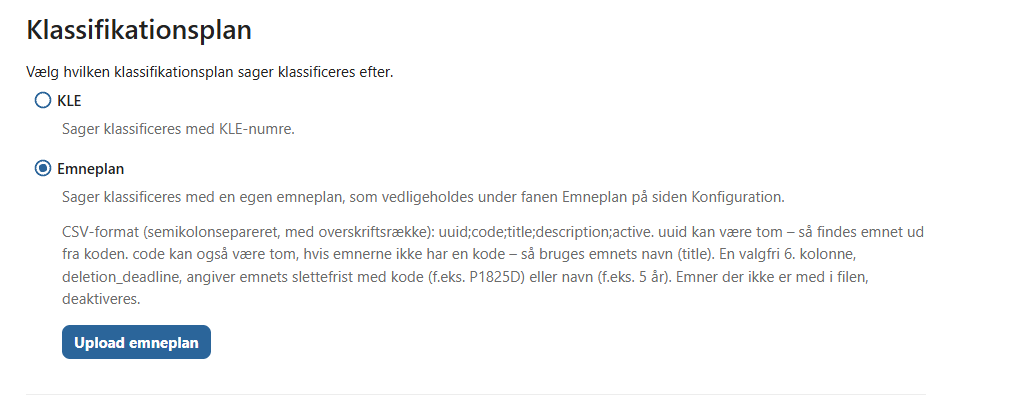 Klassifikationsplan
Vælg hvilken klassifikationsplan sager klassificeres efter.
KLE
Sager klassificeres med KLE-numre.
Emneplan
Sager klassificeres med en egen emneplan, som vedligeholdes under fanen Emneplan på siden Konfiguration.
CSV-format (semikolonsepareret, med overskriftsrække): uuid;code;title;description;active. uuid kan være tom – så findes emnet ud
fra koden. code kan også være tom, hvis emnerne ikke har en kode – så bruges emnets navn (title). En valgfri 6. kolonne,
deletion_deadline, angiver emnets slettefrist med kode (f.eks. P1825D) eller navn (f.eks. 5 år). Emner der ikke er med i filen,
deaktiveres.
Upload emneplan